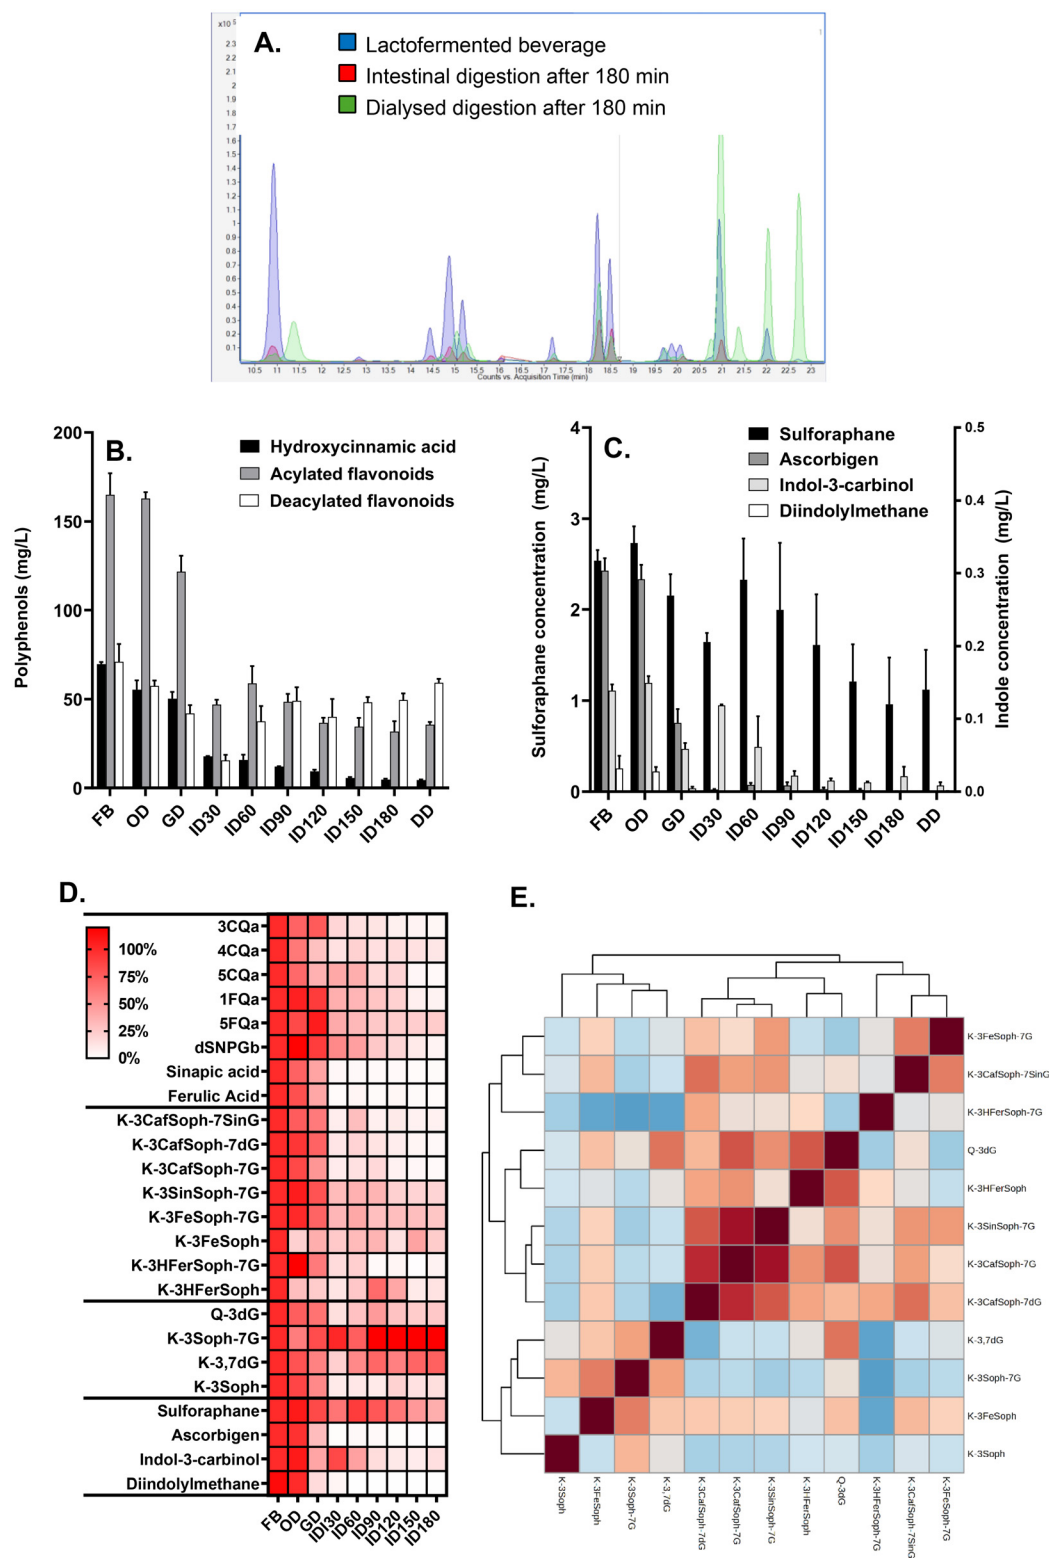 x10 5
A.
Lactofermented beverage
Intestinal digestion after 180 min
Dialysed digestion after 180 min
2.3
2.2
2.1
2
1.9
1.8
1.7
1.6
1.5
1.4
1.3
1.2
1.1
1
0.9
0.8
0.7
0.6
0.5
0.4
0.3
0.2
0.1
10.5 11 11.5 12 12.5 13 13.5 14 14.5 15 15.5 16 16.5 17 17.5 18 18.5 19 19.5 20 20.5 21 21.5 22 22.5 23
Counts vs. Acquisition Time (min)
B.
Hydroxycinnamic acid
Acylated flavonoids
Deacylated flavonoids
Polyphenols (mg/L)
200
150
100
50
0
FB OD GD ID30 ID60 ID90 ID120 ID150 ID180 DD
C.
Sulforaphane
Ascorbigen
Indol-3-carbinol
Diindolylmethane
Sulforaphane concentration (mg/L)
4
3
2
1
0
Indole concentration (mg/L)
0.5
0.4
0.3
0.2
0.1
0.0
FB OD GD ID30 ID60 ID90 ID120 ID150 ID180 DD
D.
100%
75%
50%
25%
0%
3CQa
4CQa
5CQa
1FQa
5FQa
dSNPGb
Sinapic acid
Ferulic Acid
K-3CafSoph-7SinG
K-3CafSoph-7dG
K-3CafSoph-7G
K-3SinSoph-7G
K-3FeSoph-7G
K-3FeSoph
K-3HFerSoph-7G
K-3HFerSoph
Q-3dG
K-3Soph-7G
K-3,7dG
K-3Soph
Sulforaphane
Ascorbigen
Indol-3-carbinol
Diindolylmethane
FB OD GD IDI30 ID60 ID90 ID120 ID150 ID180
E.
K-3FeSoph-7G
K-3CafSoph-7SinG
K-3HFerSoph-7G
Q-3dG
K-3HFerSoph
K-3SinSoph-7G
K-3CafSoph-7G
K-3CafSoph-7dG
K-3,7dG
K-3Soph-7G
K-3FeSoph
K-3Soph
K-3Soph
K-3FeSoph
K-3Soph-7G
K-3,7dG
K-3CafSoph-7dG
K-3CafSoph-7G
K-3SinSoph-7G
K-3HFerSoph
Q-3dG
K-3HFerSoph-7G
K-3CafSoph-7SinG
K-3FeSoph-7G